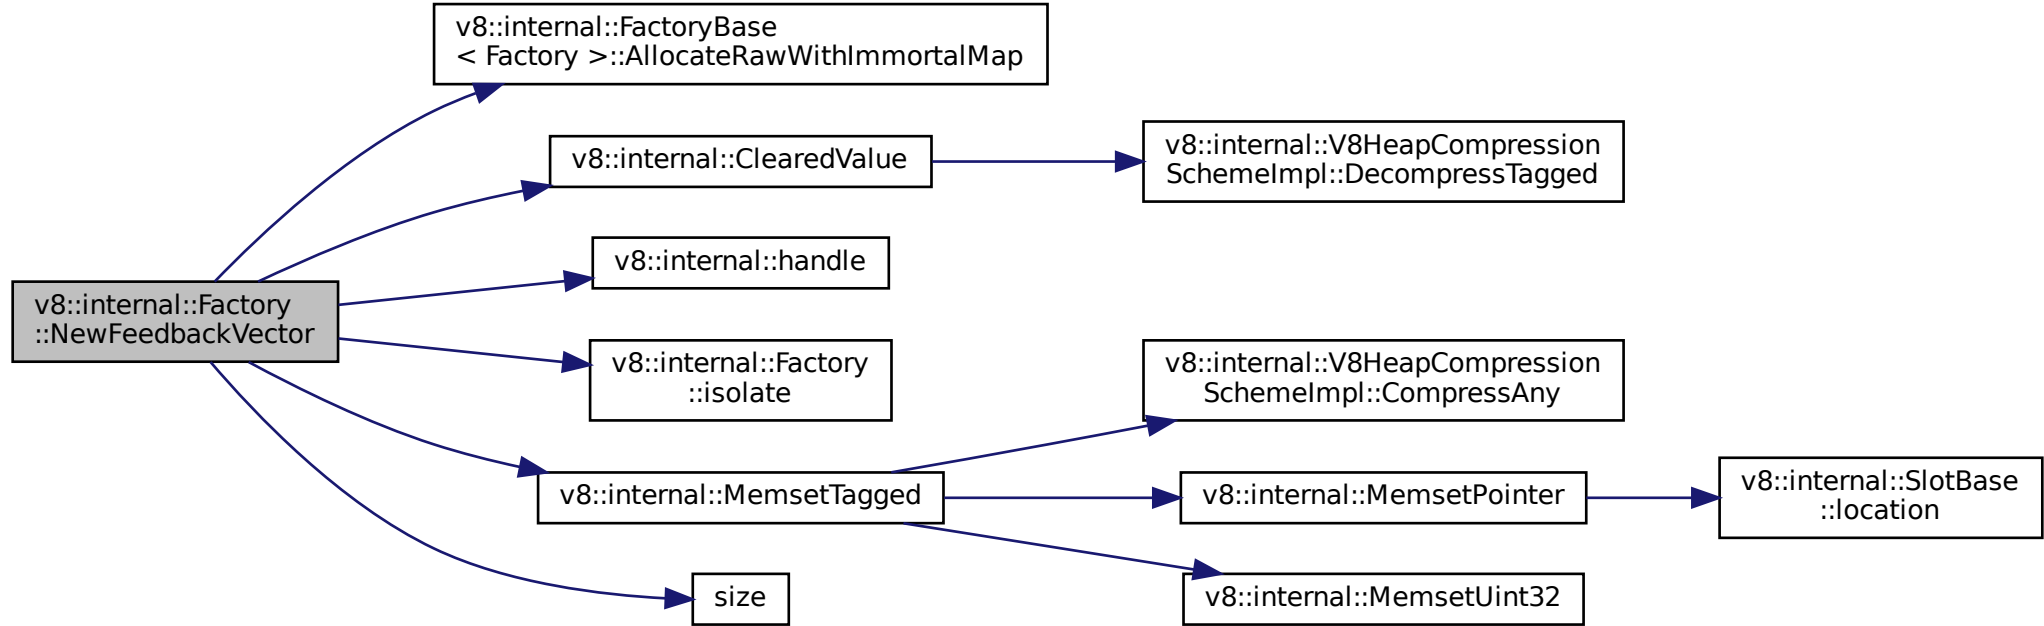 v8::internal::FactoryBase
< Factory >::AllocateRawWithImmortalMap
v8::internal::ClearedValue
v8::internal::V8HeapCompression
SchemeImpl::DecompressTagged
v8::internal::handle
v8::internal::Factory
::NewFeedbackVector
v8::internal::Factory
::isolate
v8::internal::V8HeapCompression
SchemeImpl::CompressAny
v8::internal::MemsetTagged
v8::internal::MemsetPointer
v8::internal::SlotBase
::location
size
v8::internal::MemsetUint32